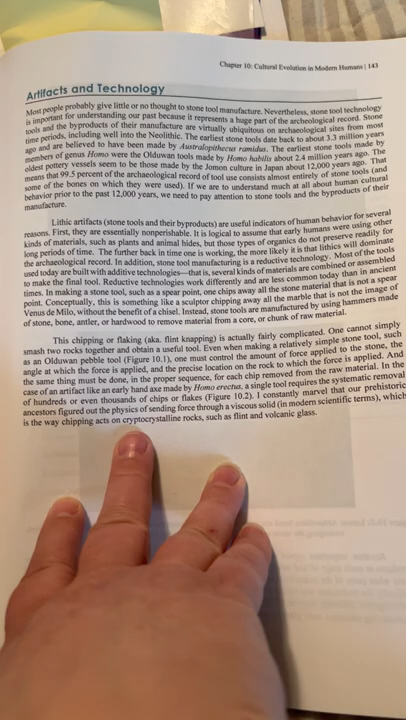 Chapter 10: Cultural Evolution in Modern Humans | 143
Artifacts and Technology
Most people probably give little or no thought to stone tool manufacture. Nevertheless, stone tool technology
is important for understanding our past because it represents a huge part of the archeological record. Stone
tools and the byproducts of their manufacture are virtually ubiquitous on archaeological sites from most
time periods, including well into the Neolithic. The earliest stone tools date back to about 3.3 million years
ago and are believed to have been made by Australopithecus ramidus. The earliest stone tools made by
members of genus Homo were the Olduwan tools made by Homo habilis about 2.4 million years ago. The
oldest pottery vessels seem to be those made by the Jomon culture in Japan about 12,000 years ago. That
means that 99.5 percent of the archaeological record of tool use consists almost entirely of stone tools (and
some of the bones on which they were used). If we are to understand much at all about human cultural
behavior prior to the past 12,000 years, we need to pay attention to stone tools and the byproducts of their
manufacture.
Lithic artifacts (stone tools and their byproducts) are useful indicators of human behavior for several
reasons. First, they are essentially nonperishable. It is logical to assume that early humans were using other
kinds of materials, such as plants and animal hides, but those types of organics do not preserve readily for
long periods of time. The further back in time one is working, the more likely it is that lithics will dominate
the archaeological record. In addition, stone tool manufacturing is a reductive technology. Most of the tools
used today are built with additive technologies—that is, several kinds of materials are combined or assembled
to make the final tool. Reductive technologies work differently and are less common today than in ancient
times. In making a stone tool, such as a spear point, one chips away all the stone material that is not a spear
point. Conceptually, this is something like a sculptor chipping away all the marble that is not the image of
Venus de Milo, without the benefit of a chisel. Instead, stone tools are manufactured by using hammers made
of stone, bone, antler, or hardwood to remove material from a core, or chunk of raw material.
This chipping or flaking (aka. flint knapping) is actually fairly complicated. One cannot simply
smash two rocks together and obtain a useful tool. Even when making a relatively simple stone tool, such
as an Olduwan pebble tool (Figure 10.1), one must control the amount of force applied to the stone, the
angle at which the force is applied, and the precise location on the rock to which the force is applied. And
the same thing must be done, in the proper sequence, for each chip removed from the raw material. In the
case of an artifact like an early hand axe made by Homo erectus, a single tool requires the systematic removal
of hundreds or even thousands of chips or flakes (Figure 10.2). I constantly marvel that our prehistoric
ancestors figured out the physics of sending force through a viscous solid (in modern scientific terms), which
is the way chipping acts on cryptocrystalline rocks, such as flint and volcanic glass.